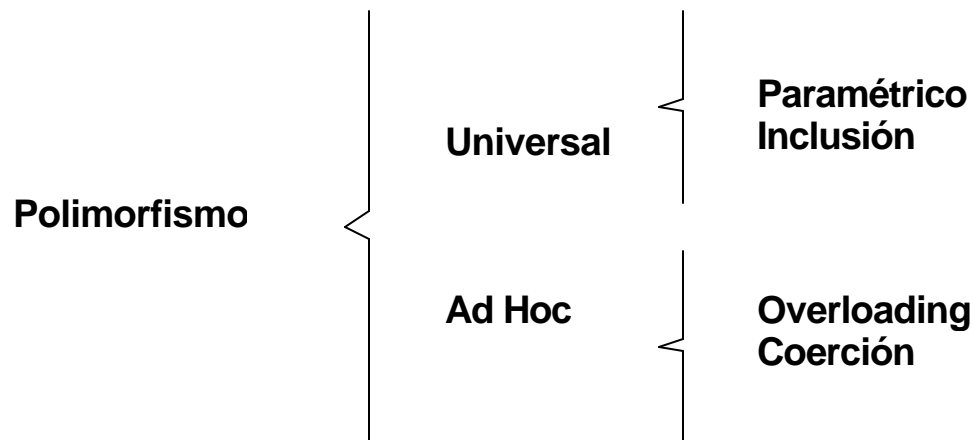 Polimorfismo
Universal
Paramétrico
Inclusión
Ad Hoc
Overloading
Coerción